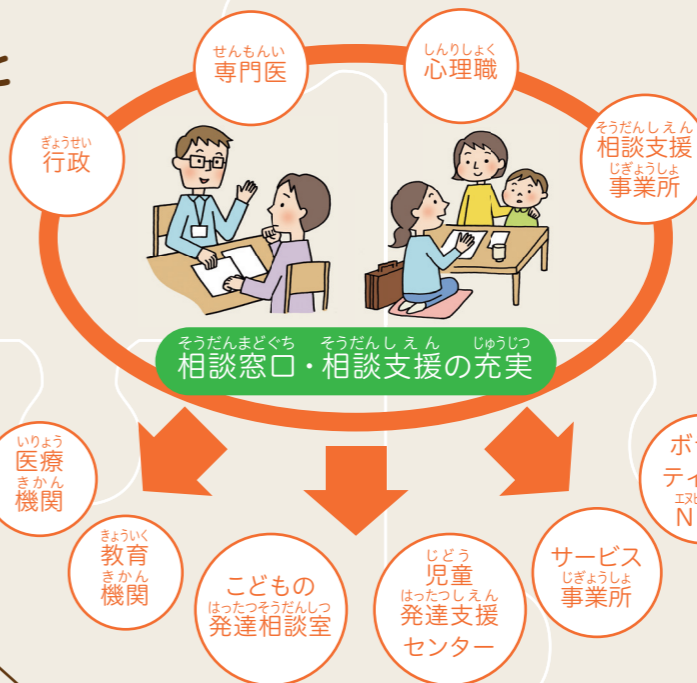 せんもんい
専門医
しんりしょく
心理職
ぎょうせい
行政
そうだんしえん
相談支援
じぎょうしょ
事業所
そうだんまどぐち そうだんしえん じゅうじつ
相談窓口・相談支援の充実
いりょう
医療
きかん
機関
きょういく
教育
きかん
機関
こどもの
はったつそうだんしつ
発達相談室
じどう
児童
はったつしえん
発達支援
センター
サービス
じぎょうしょ
事業所
ボ
ティ
N